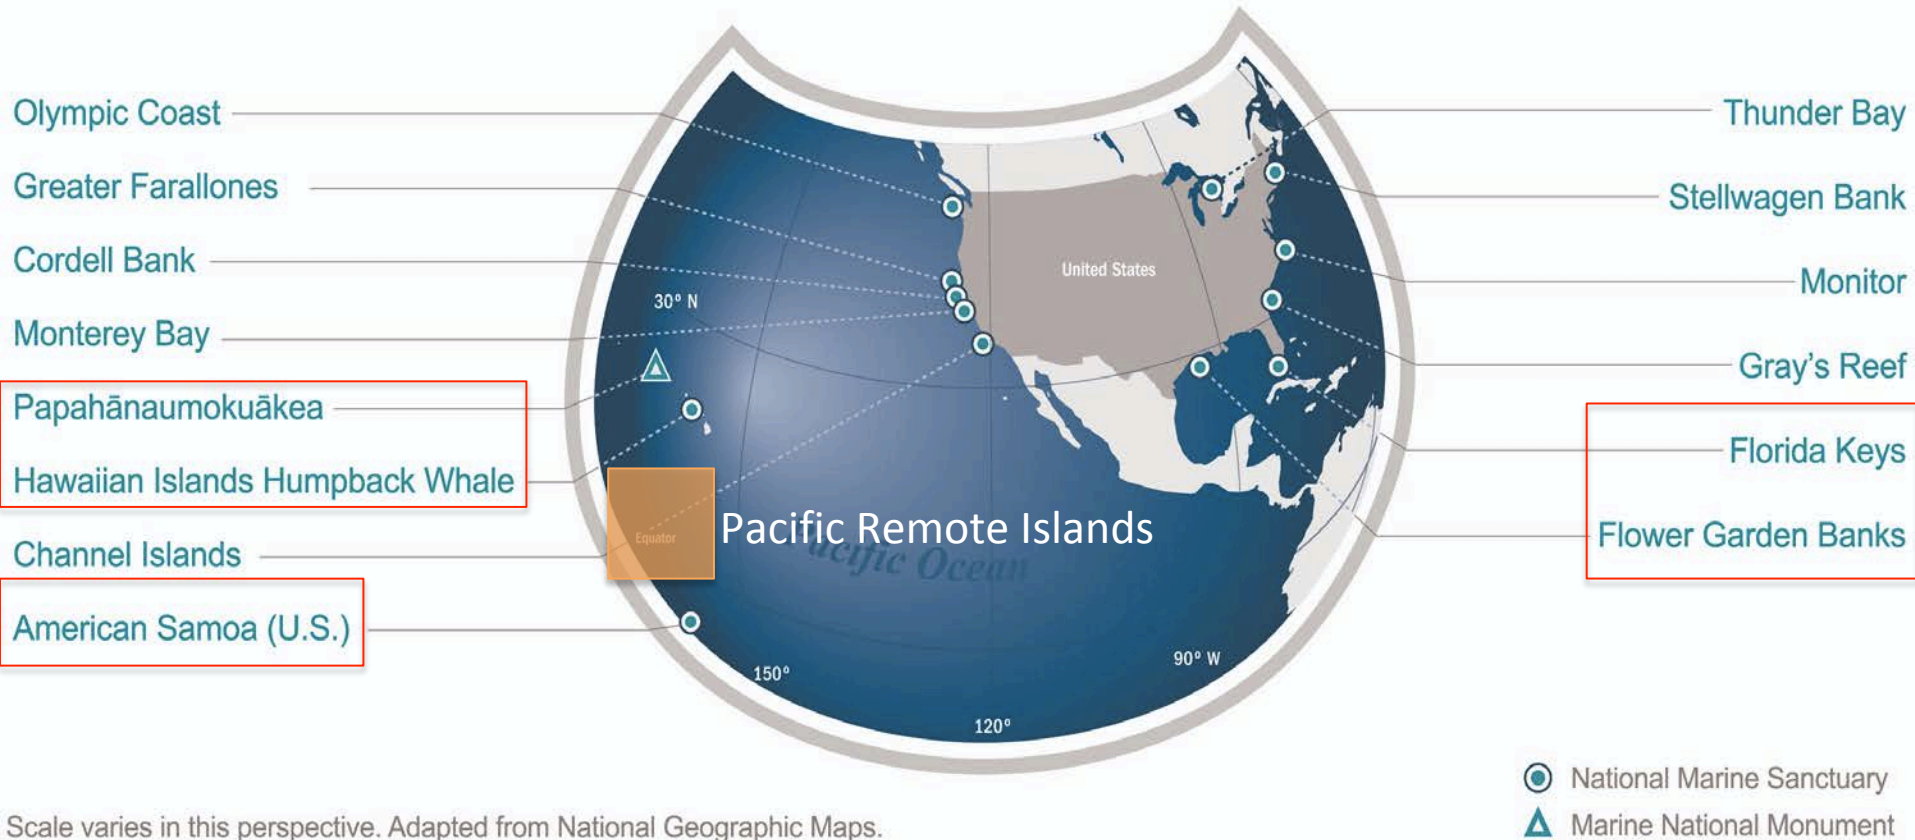 Olympic Coast
Greater Farallones
Cordell Bank
Monterey Bay
Papahānaumokuākea
Hawaiian Islands Humpback Whale
Channel Islands
American Samoa (U.S.)
30° N
United States
Equator
Pacific Remote Islands
Pacific Ocean
150°
120°
90° W
Thunder Bay
Stellwagen Bank
Monitor
Gray's Reef
Florida Keys
Flower Garden Banks
National Marine Sanctuary
Marine National Monument
Scale varies in this perspective. Adapted from National Geographic Maps.